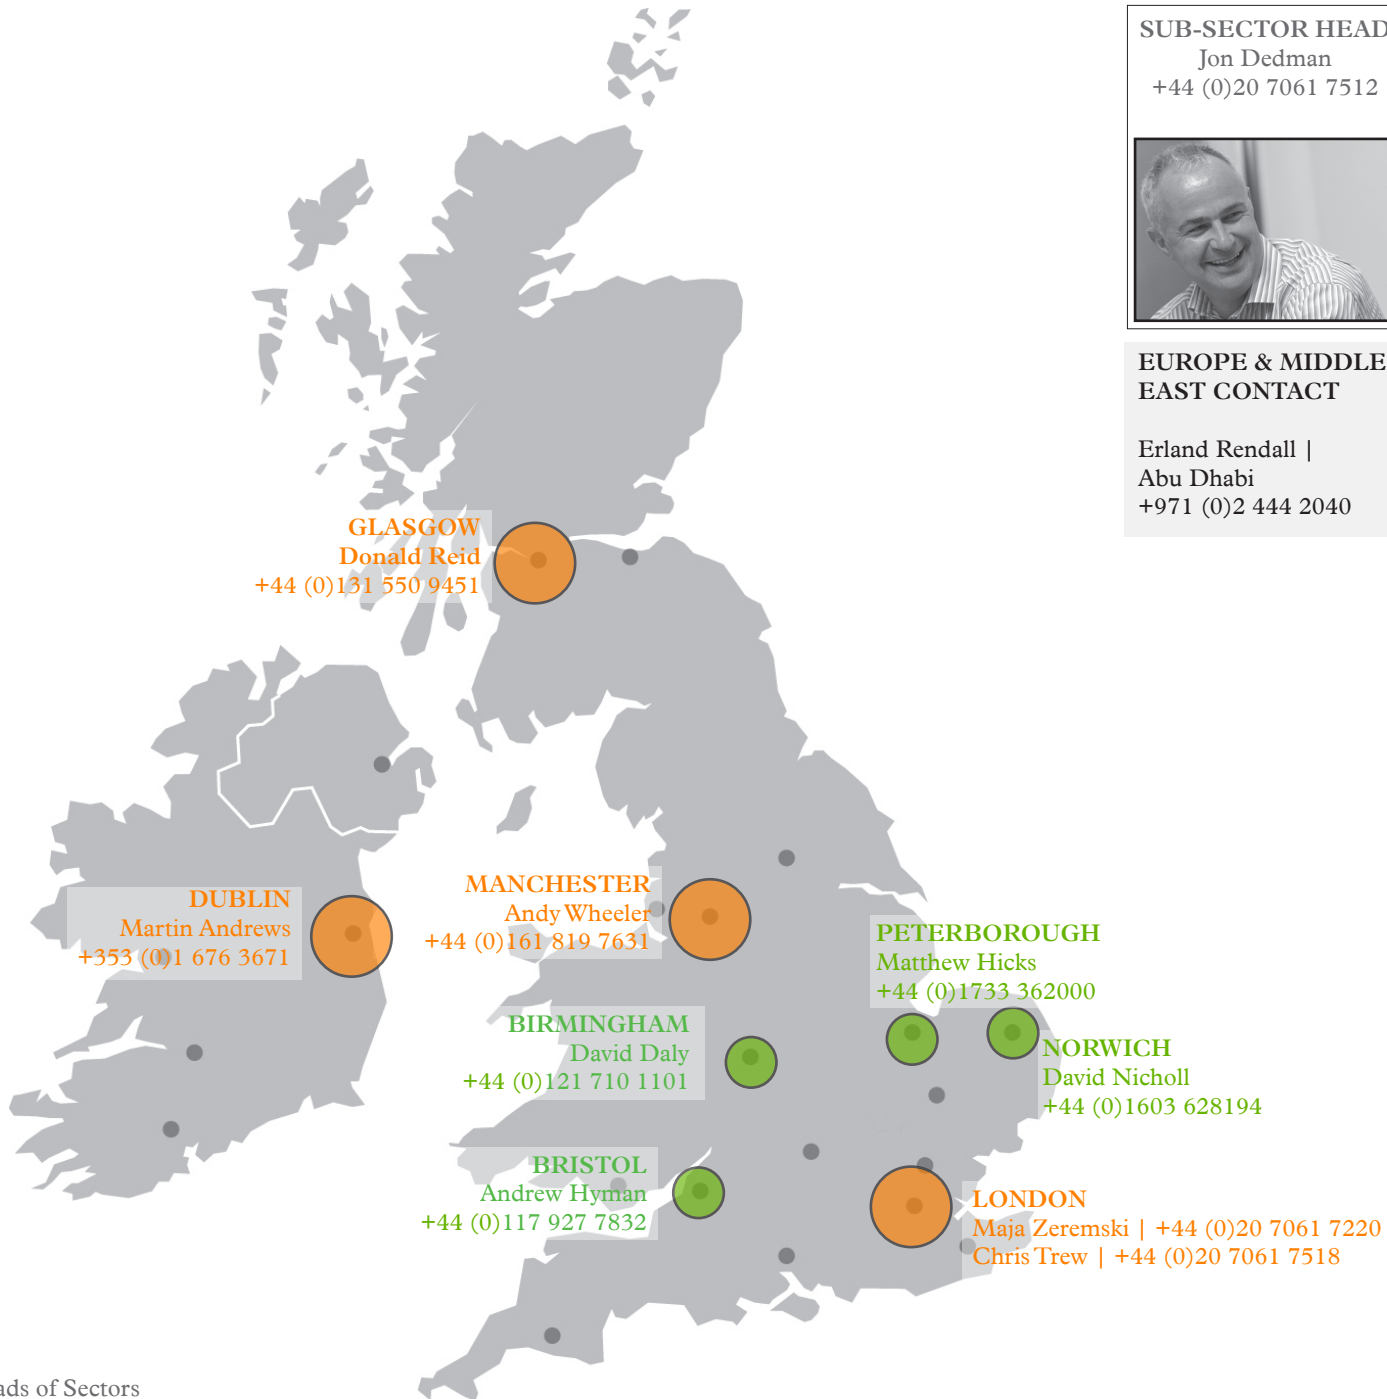 SUB-SECTOR HEAD
Jon Dedman
+44 (0)20 7061 7512
EUROPE & MIDDLE
EAST CONTACT
Erland Rendall |
Abu Dhabi
+971 (0)2 444 2040
GLASGOW
Donald Reid
+44 (0)131 550 9451
DUBLIN
Martin Andrews
+353 (0)1 676 3671
MANCHESTER
Andy Wheeler
+44 (0)161 819 7631
PETERBOROUGH
Matthew Hicks
+44 (0)1733 362000
BIRMINGHAM
David Daly
+44 (0)121 710 1101
NORWICH
David Nicholl
+44 (0)1603 628194
BRISTOL
Andrew Hyman
+44 (0)117 927 7832
LONDON
Maja Zeremski | +44 (0)20 7061 7220
Chris Trew | +44 (0)20 7061 7518
ads of Sectors